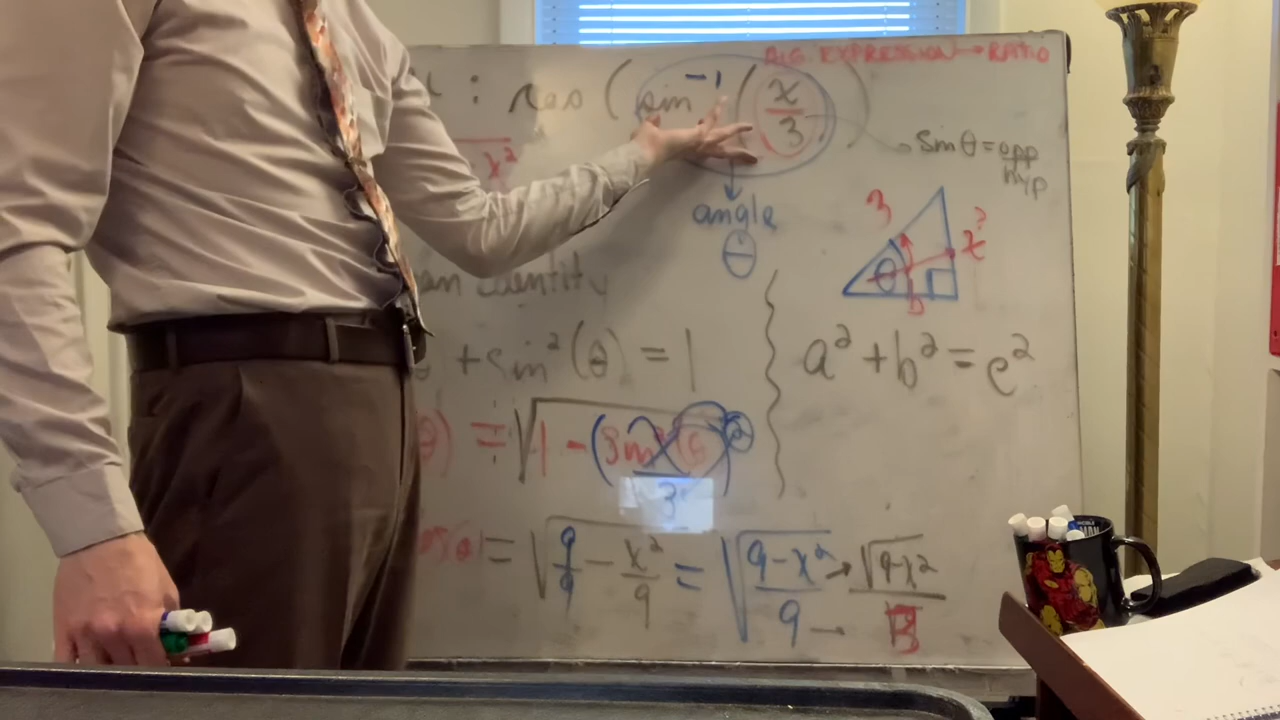 ALG. EXPRESSION → RATIO
: cos (sin⁻¹ (x/3))
x²
sin θ = opp/hyp
angle
θ
3
x
?
θ
b
an identity
θ + sin²(θ) = 1
a² + b² = c²
θ) = √1 - (sin (θ))²
x
3
os(θ) = √9/9 - x²/9 = √9-x²/9 → √9-x²/3